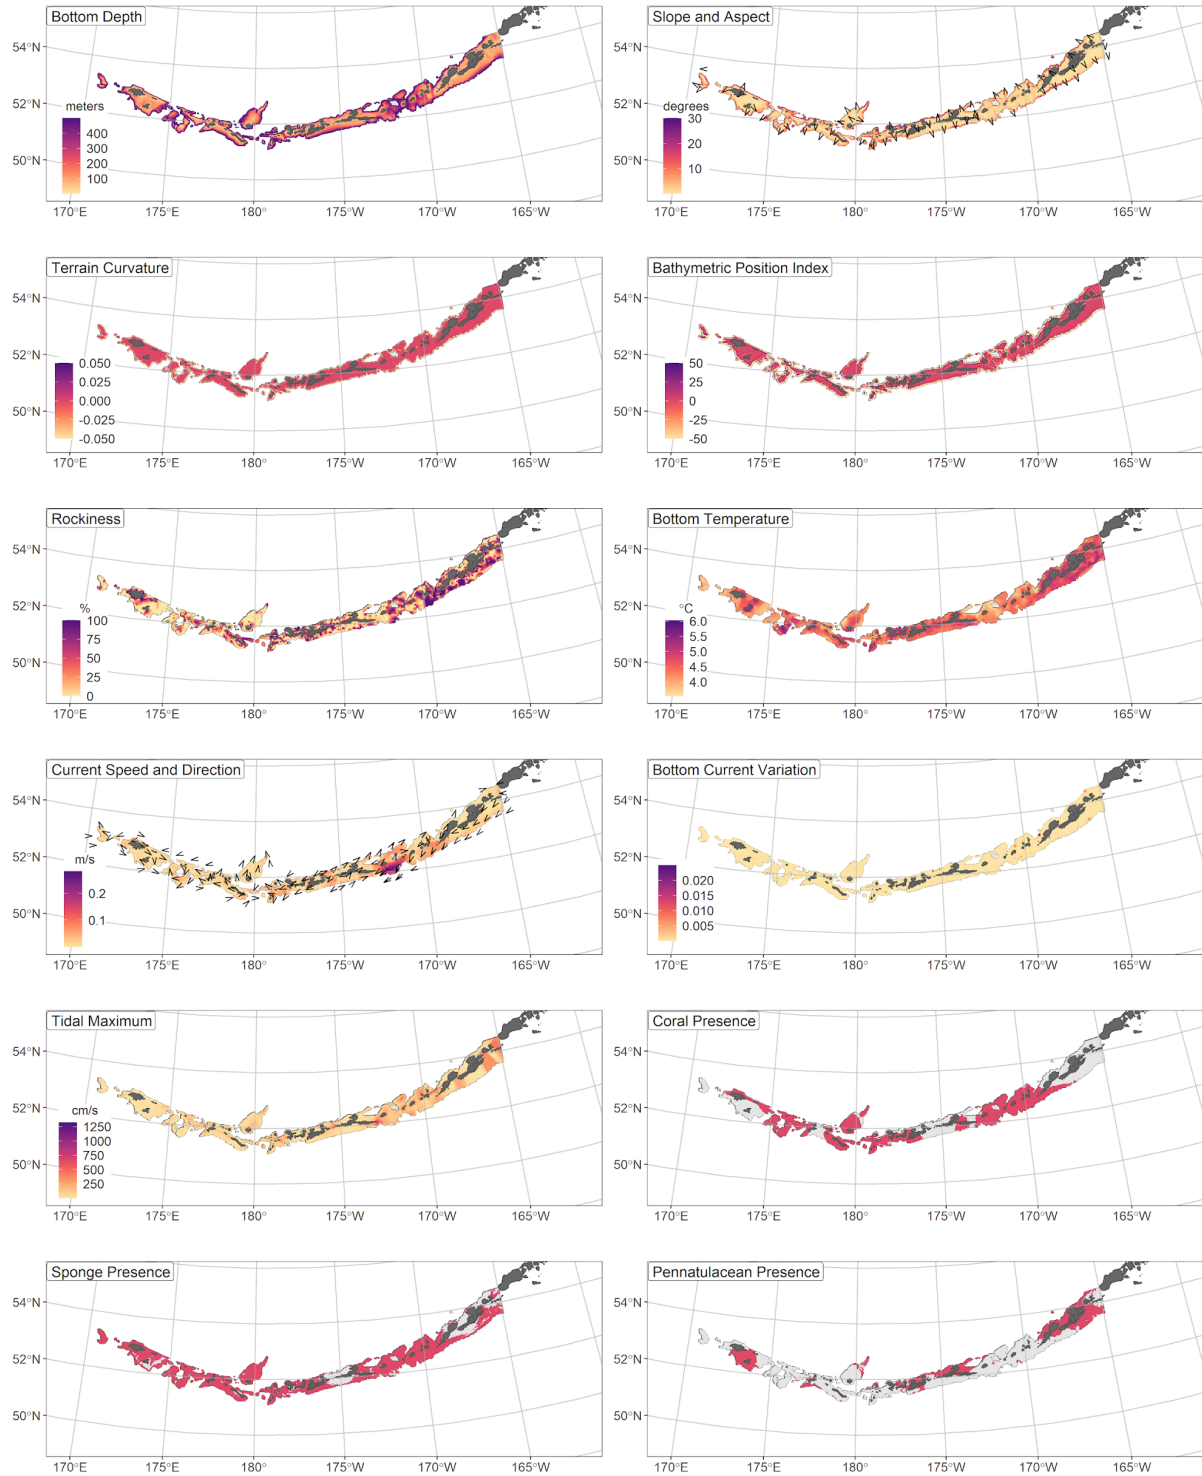 Bottom Depth
54°N
52°N
50°N
meters
400
300
200
100
170°E 175°E 180° 175°W 170°W 165°W
Slope and Aspect
54°N
52°N
50°N
degrees
30
20
10
170°E 175°E 180° 175°W 170°W 165°W
Terrain Curvature
54°N
52°N
50°N
0.050
0.025
0.000
-0.025
-0.050
170°E 175°E 180° 175°W 170°W 165°W
Bathymetric Position Index
54°N
52°N
50°N
50
25
0
-25
-50
170°E 175°E 180° 175°W 170°W 165°W
Rockiness
54°N
52°N
50°N
%
100
75
50
25
0
170°E 175°E 180° 175°W 170°W 165°W
Bottom Temperature
54°N
52°N
50°N
°C
6.0
5.5
5.0
4.5
4.0
170°E 175°E 180° 175°W 170°W 165°W
Current Speed and Direction
54°N
52°N
50°N
m/s
0.2
0.1
170°E 175°E 180° 175°W 170°W 165°W
Bottom Current Variation
54°N
52°N
50°N
0.020
0.015
0.010
0.005
170°E 175°E 180° 175°W 170°W 165°W
Tidal Maximum
54°N
52°N
50°N
cm/s
1250
1000
750
500
250
170°E 175°E 180° 175°W 170°W 165°W
Coral Presence
54°N
52°N
50°N
170°E 175°E 180° 175°W 170°W 165°W
Sponge Presence
54°N
52°N
50°N
170°E 175°E 180° 175°W 170°W 165°W
Pennatulacean Presence
54°N
52°N
50°N
170°E 175°E 180° 175°W 170°W 165°W